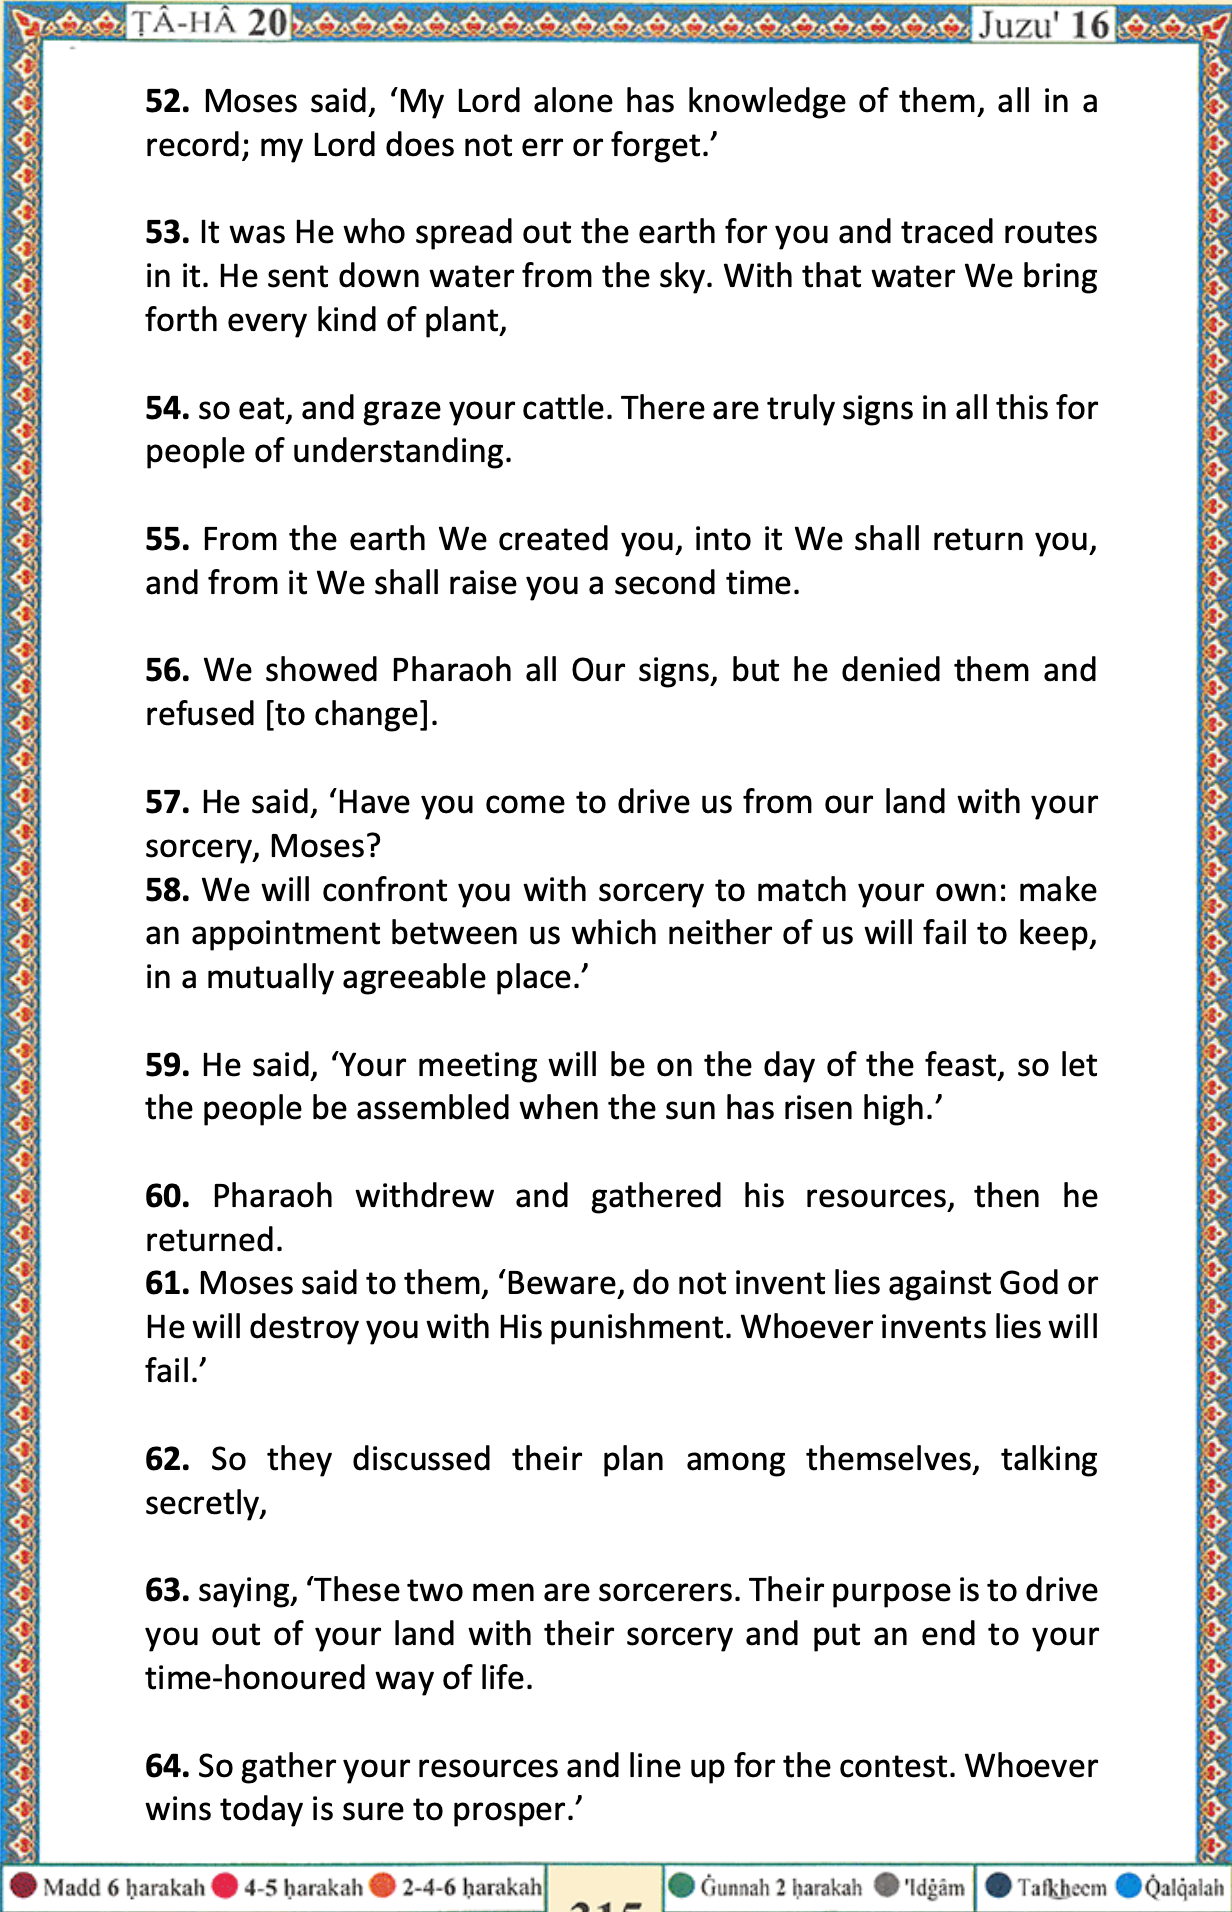 ṬÂ-HÂ 20
Juzu' 16
52. Moses said, ‘My Lord alone has knowledge of them, all in a
record; my Lord does not err or forget.’
53. It was He who spread out the earth for you and traced routes
in it. He sent down water from the sky. With that water We bring
forth every kind of plant,
54. so eat, and graze your cattle. There are truly signs in all this for
people of understanding.
55. From the earth We created you, into it We shall return you,
and from it We shall raise you a second time.
56. We showed Pharaoh all Our signs, but he denied them and
refused [to change].
57. He said, ‘Have you come to drive us from our land with your
sorcery, Moses?
58. We will confront you with sorcery to match your own: make
an appointment between us which neither of us will fail to keep,
in a mutually agreeable place.’
59. He said, ‘Your meeting will be on the day of the feast, so let
the people be assembled when the sun has risen high.’
60. Pharaoh withdrew and gathered his resources, then he
returned.
61. Moses said to them, ‘Beware, do not invent lies against God or
He will destroy you with His punishment. Whoever invents lies will
fail.’
62. So they discussed their plan among themselves, talking
secretly,
63. saying, ‘These two men are sorcerers. Their purpose is to drive
you out of your land with their sorcery and put an end to your
time-honoured way of life.
64. So gather your resources and line up for the contest. Whoever
wins today is sure to prosper.’
Madd 6 ḥarakah 4-5 ḥarakah 2-4-6 ḥarakah
315
Ġunnah 2 ḥarakah 'Idġâm
Tafkheem Q̇alq̇alah